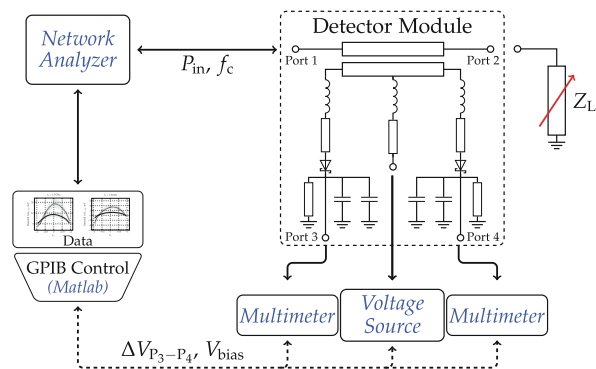 Detector Module
Network
Analyzer
P_in, f_c
Port 1
Port 2
Z_L
Data
Port 3
Port 4
GPIB Control
(Matlab)
Multimeter
Voltage
Source
Multimeter
ΔV_P3−P4, V_bias